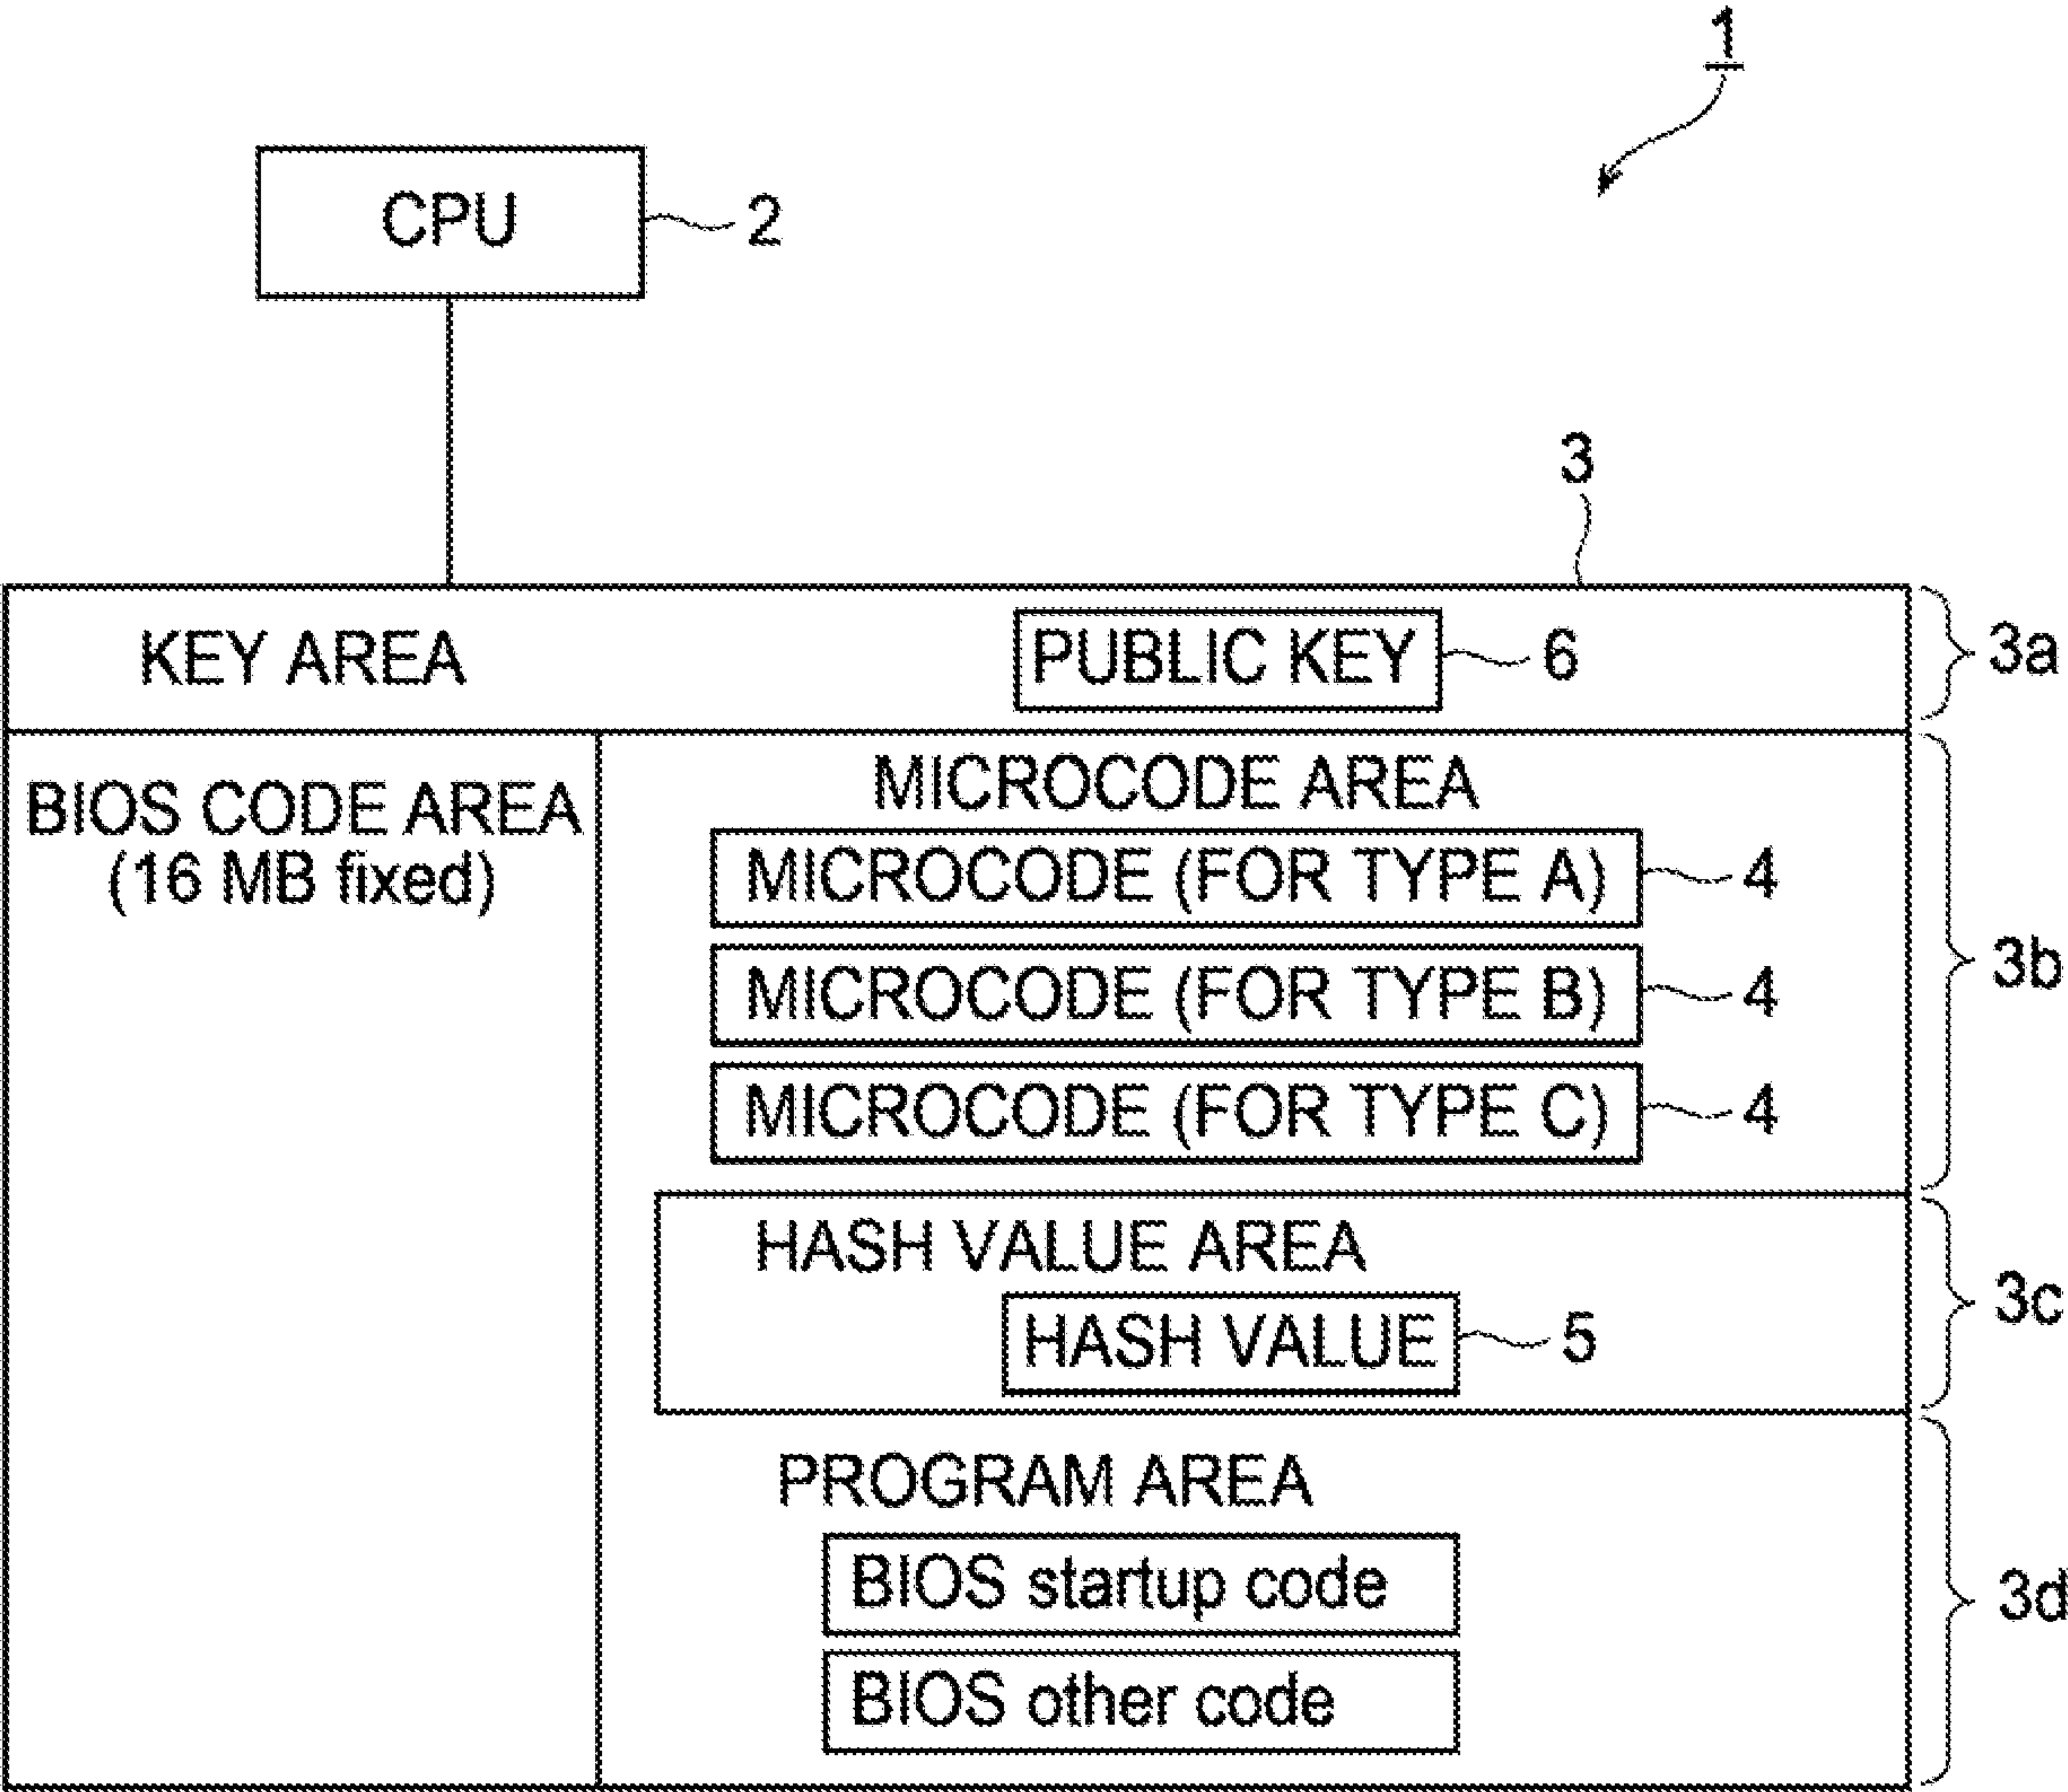 1
CPU
2
3
KEY AREA
PUBLIC KEY
6
3a
BIOS CODE AREA
(16 MB fixed)
MICROCODE AREA
MICROCODE (FOR TYPE A)
4
MICROCODE (FOR TYPE B)
4
3b
MICROCODE (FOR TYPE C)
4
HASH VALUE AREA
HASH VALUE
5
3c
PROGRAM AREA
BIOS startup code
BIOS other code
3d